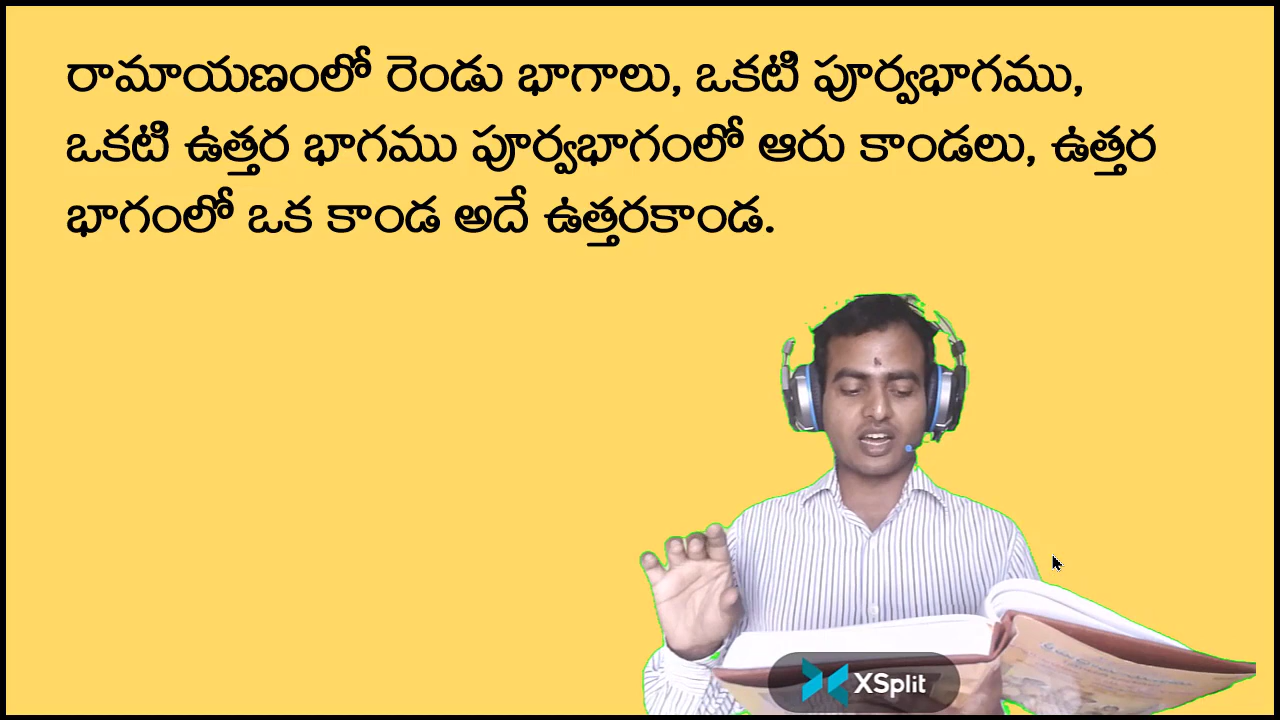 రామాయణంలో రెండు భాగాలు, ఒకటి పూర్వభాగము,
ఒకటి ఉత్తర భాగము పూర్వభాగంలో ఆరు కాండలు, ఉత్తర
భాగంలో ఒక కాండ అదే ఉత్తరకాండ.
XSplit